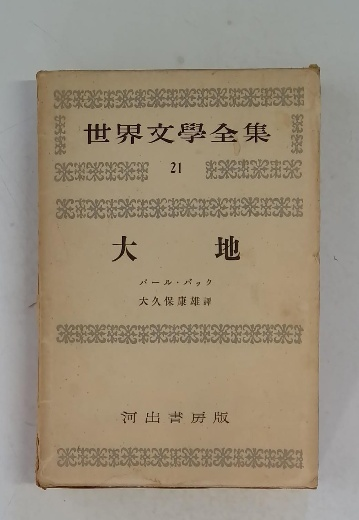 世界文學全集
21
大地
パール・バック
大久保康雄譯
河出書房版